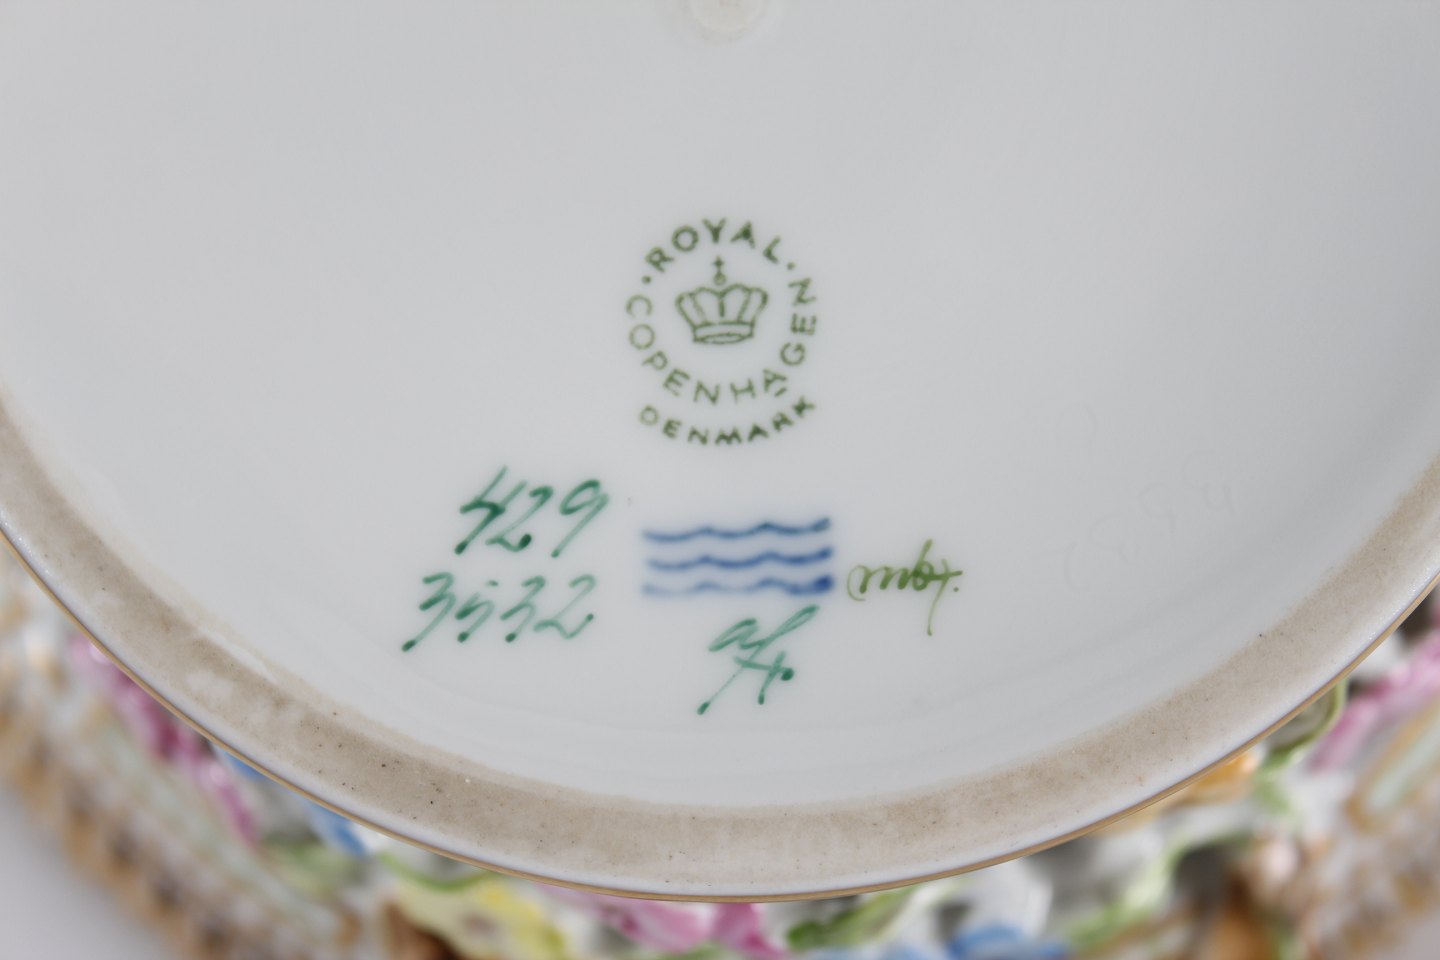 ROYAL
COPENHAGEN
DENMARK
429
3532